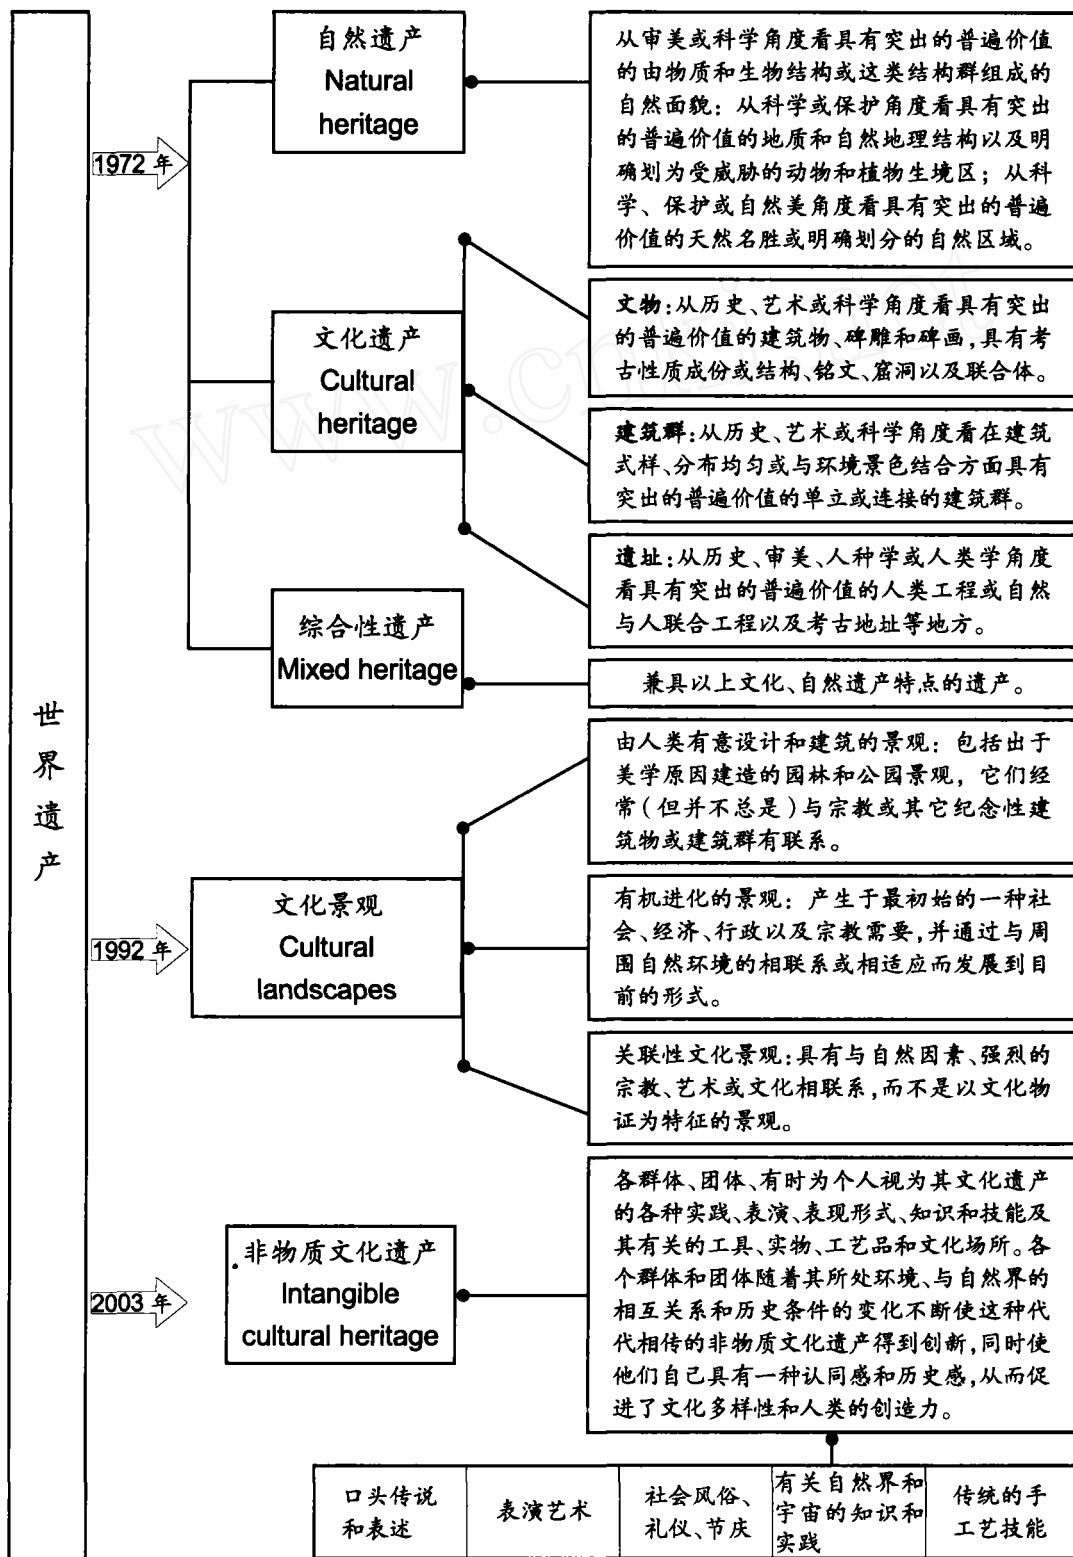 世界遗产
1972 年
自然遗产
Natural
heritage
从审美或科学角度看具有突出的普遍价值
的由物质和生物结构或这类结构群组成的
自然面貌：从科学或保护角度看具有突出
的普遍价值的地质和自然地理结构以及明
确划为受威胁的动物和植物生境区；从科
学、保护或自然美角度看具有突出的普遍
价值的天然名胜或明确划分的自然区域。
文化遗产
Cultural
heritage
文物：从历史、艺术或科学角度看具有突出
的普遍价值的建筑物、碑雕和碑画，具有考
古性质成份或结构、铭文、窟洞以及联合体。
建筑群：从历史、艺术或科学角度看在建筑
式样、分布均匀或与环境景色结合方面具有
突出的普遍价值的单立或连接的建筑群。
遗址：从历史、审美、人种学或人类学角度
看具有突出的普遍价值的人类工程或自然
与人联合工程以及考古地址等地方。
综合性遗产
Mixed heritage
兼具以上文化、自然遗产特点的遗产。
1992 年
文化景观
Cultural
landscapes
由人类有意设计和建筑的景观：包括出于
美学原因建造的园林和公园景观，它们经
常（但并不总是）与宗教或其它纪念性建
筑物或建筑群有联系。
有机进化的景观：产生于最初始的一种社
会、经济、行政以及宗教需要，并通过与周
围自然环境的相联系或相适应而发展到目
前的形式。
关联性文化景观：具有与自然因素、强烈的
宗教、艺术或文化相联系，而不是以文化物
证为特征的景观。
2003 年
非物质文化遗产
Intangible
cultural heritage
各群体、团体、有时为个人视为其文化遗产
的各种实践、表演、表现形式、知识和技能及
其有关的工具、实物、工艺品和文化场所。各
个群体和团体随着其所处环境、与自然界的
相互关系和历史条件的变化不断使这种代
代相传的非物质文化遗产得到创新，同时使
他们自己具有一种认同感和历史感，从而促
进了文化多样性和人类的创造力。
口头传说
和表述
表演艺术
社会风俗、
礼仪、节庆
有关自然界和
宇宙的知识和
实践
传统的手
工艺技能
www.cnki.net